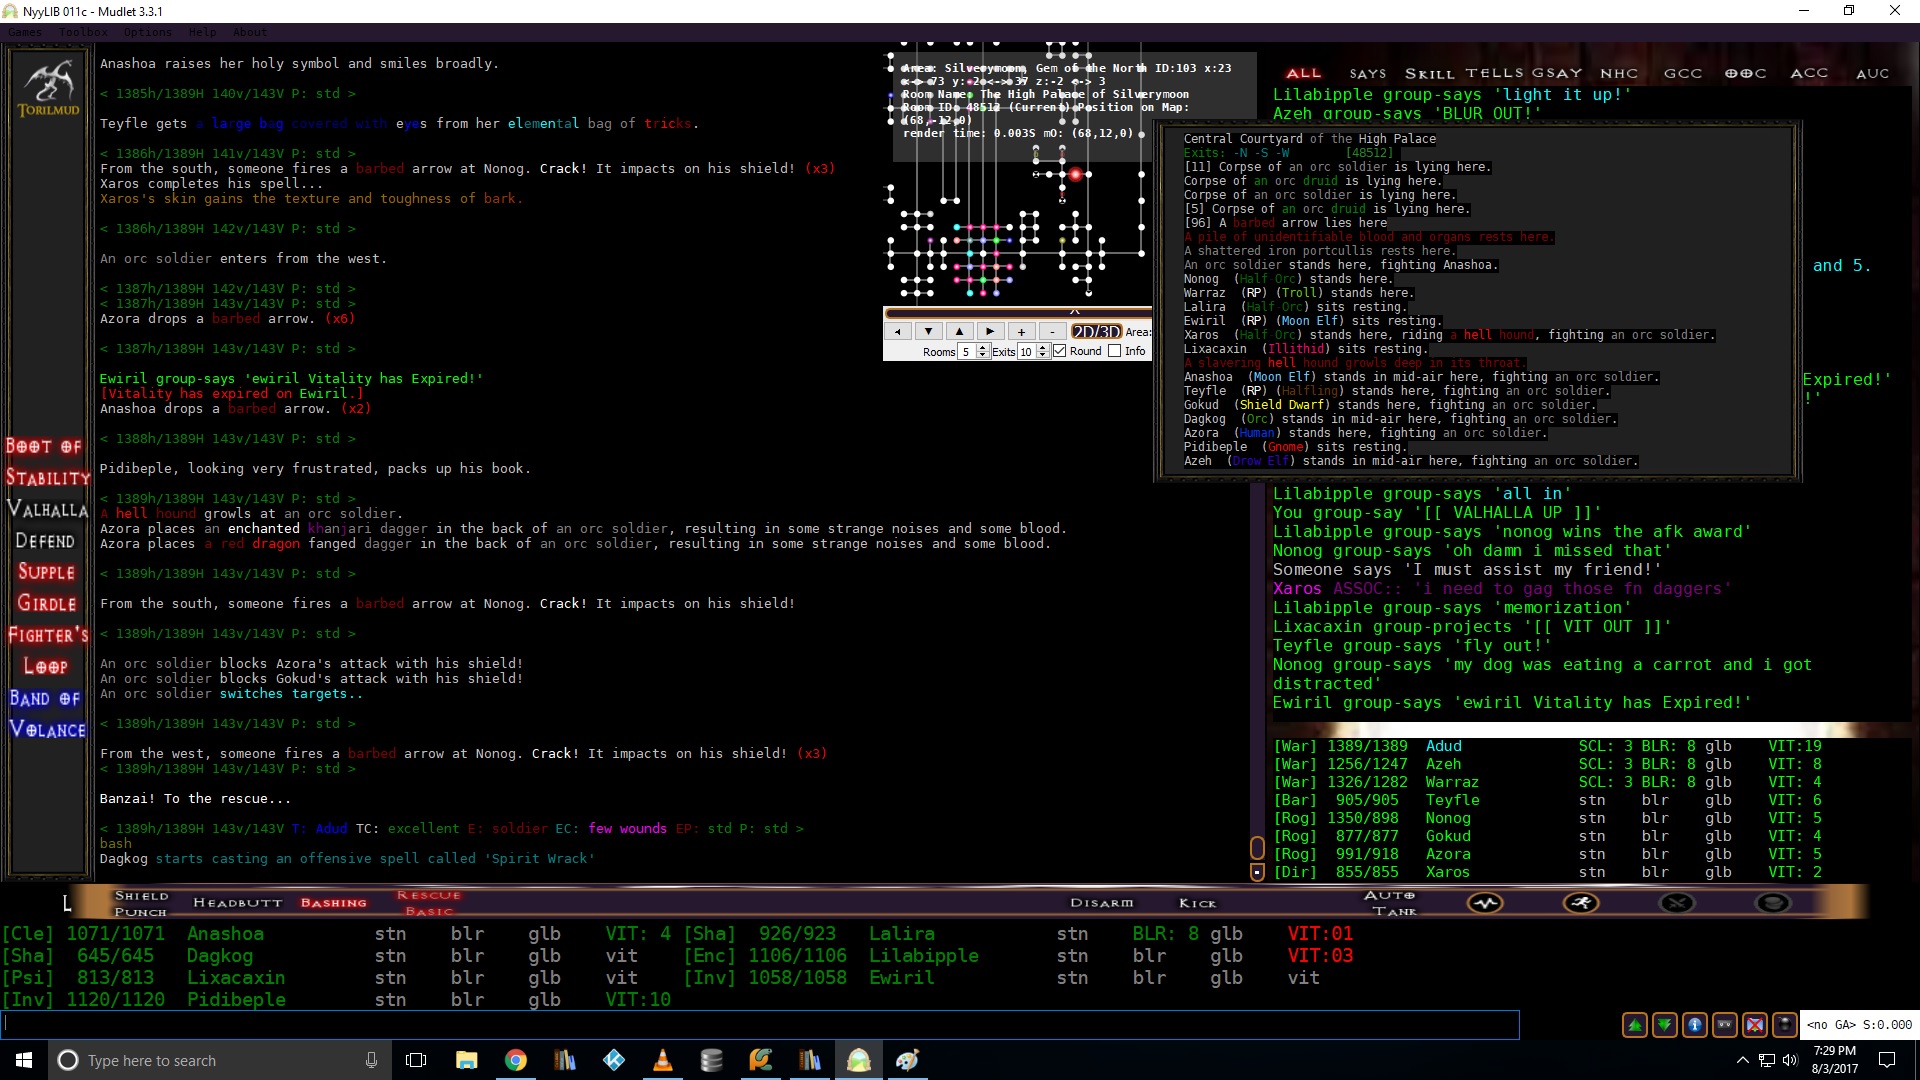 NyyLIB 011c - Mudlet 3.3.1
Games Toolbox Options Help About
TORILMUD
BOOT OF
STABILITY
VALHALLA
DEFEND
SUPPLE
GIRDLE
FIGHTER'S
LOOP
BAND OF
VOLANCE
Anashoa raises her holy symbol and smiles broadly.
< 1385h/1389H 140v/143V P: std >
Teyfle gets a large bag covered with eyes from her elemental bag of tricks.
< 1386h/1389H 141v/143V P: std >
From the south, someone fires a barbed arrow at Nonog. Crack! It impacts on his shield! (x3)
Xaros completes his spell...
Xaros's skin gains the texture and toughness of bark.
< 1386h/1389H 142v/143V P: std >
An orc soldier enters from the west.
< 1387h/1389H 142v/143V P: std >
< 1387h/1389H 143v/143V P: std >
Azora drops a barbed arrow. (x6)
< 1387h/1389H 143v/143V P: std >
Ewiril group-says 'ewiril Vitality has Expired!'
[Vitality has expired on Ewiril.]
Anashoa drops a barbed arrow. (x2)
< 1388h/1389H 143v/143V P: std >
Pidibeple, looking very frustrated, packs up his book.
< 1389h/1389H 143v/143V P: std >
A hell hound growls at an orc soldier.
Azora places an enchanted khanjari dagger in the back of an orc soldier, resulting in some strange noises and some blood.
Azora places a red dragon fanged dagger in the back of an orc soldier, resulting in some strange noises and some blood.
< 1389h/1389H 143v/143V P: std >
From the south, someone fires a barbed arrow at Nonog. Crack! It impacts on his shield!
< 1389h/1389H 143v/143V P: std >
An orc soldier blocks Azora's attack with his shield!
An orc soldier blocks Gokud's attack with his shield!
An orc soldier switches targets..
< 1389h/1389H 143v/143V P: std >
From the west, someone fires a barbed arrow at Nonog. Crack! It impacts on his shield! (x3)
< 1389h/1389H 143v/143V P: std >
Banzai! To the rescue...
< 1389h/1389H 143v/143V T: Adud TC: excellent E: soldier EC: few wounds EP: std P: std >
bash
Dagkog starts casting an offensive spell called 'Spirit Wrack'
Area: Silverymoon, Gem of the North ID:103 x:23
<-> 73 y:-2 <-> 37 z:-2 <-> 3
Room Name: The High Palace of Silverymoon
Room ID: 48512 (Current) Position on Map:
(68,-12,0)
render time: 0.003S mO: (68,12,0)
^
+ - 2D/3D Area:
Rooms 5 Exits 10 Round Info
ALL SAYS SKILL TELLS GSAY NHC GCC OOC ACC AUC
Lilabipple group-says 'light it up!'
Azeh group-says 'BLUR OUT!'
Central Courtyard of the High Palace
Exits: -N -S -W [48512]
[11] Corpse of an orc soldier is lying here.
Corpse of an orc druid is lying here.
Corpse of an orc soldier is lying here.
[5] Corpse of an orc druid is lying here.
[96] A barbed arrow lies here
A pile of unidentifiable blood and organs rests here.
A shattered iron portcullis rests here.
An orc soldier stands here, fighting Anashoa.
Nonog (Half-Orc) stands here.
Warraz (RP) (Troll) stands here.
Lalira (Half-Orc) sits resting.
Ewiril (RP) (Moon Elf) sits resting.
Xaros (Half-Orc) stands here, riding a hell hound, fighting an orc soldier.
Lixacaxin (Illithid) sits resting.
A slavering hell hound growls deep in its throat.
Anashoa (Moon Elf) stands in mid-air here, fighting an orc soldier.
Teyfle (RP) (Halfling) stands here, fighting an orc soldier.
Gokud (Shield Dwarf) stands here, fighting an orc soldier.
Dagkog (Orc) stands in mid-air here, fighting an orc soldier.
Azora (Human) stands here, fighting an orc soldier.
Pidibeple (Gnome) sits resting.
Azeh (Drow Elf) stands in mid-air here, fighting an orc soldier.
and 5.
Expired!'
!'
Lilabipple group-says 'all in'
You group-say '[[ VALHALLA UP ]]'
Lilabipple group-says 'nonog wins the afk award'
Nonog group-says 'oh damn i missed that'
Someone says 'I must assist my friend!'
Xaros ASSOC:: 'i need to gag those fn daggers'
Lilabipple group-says 'memorization'
Lixacaxin group-projects '[[ VIT OUT ]]'
Teyfle group-says 'fly out!'
Nonog group-says 'my dog was eating a carrot and i got
distracted'
Ewiril group-says 'ewiril Vitality has Expired!'
[War] 1389/1389 Adud SCL: 3 BLR: 8 glb VIT:19
[War] 1256/1247 Azeh SCL: 3 BLR: 8 glb VIT: 8
[War] 1326/1282 Warraz SCL: 3 BLR: 8 glb VIT: 4
[Bar] 905/905 Teyfle stn blr glb VIT: 6
[Rog] 1350/898 Nonog stn blr glb VIT: 5
[Rog] 877/877 Gokud stn blr glb VIT: 4
[Rog] 991/918 Azora stn blr glb VIT: 5
[Dir] 855/855 Xaros stn blr glb VIT: 2
SHIELD PUNCH HEADBUTT BASHING RESCUE BASIC DISARM KICK AUTO TANK
[Cle] 1071/1071 Anashoa stn blr glb VIT: 4 [Sha] 926/923 Lalira stn BLR: 8 glb VIT:01
[Sha] 645/645 Dagkog stn blr glb vit [Enc] 1106/1106 Lilabipple stn blr glb VIT:03
[Psi] 813/813 Lixacaxin stn blr glb vit [Inv] 1058/1058 Ewiril stn blr glb vit
[Inv] 1120/1120 Pidibeple stn blr glb VIT:10
<no GA> S:0.000
Type here to search
7:29 PM
8/3/2017